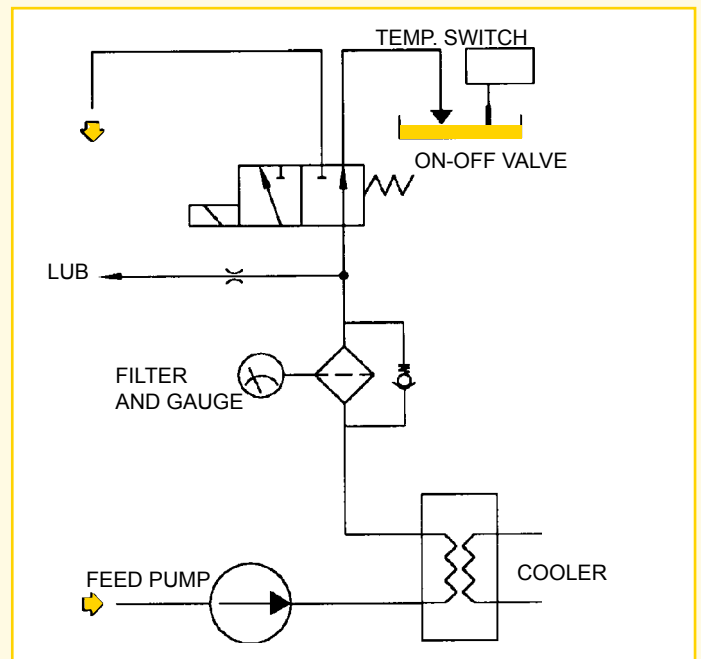 TEMP. SWITCH
ON-OFF VALVE
LUB
FILTER
AND GAUGE
FEED PUMP
COOLER